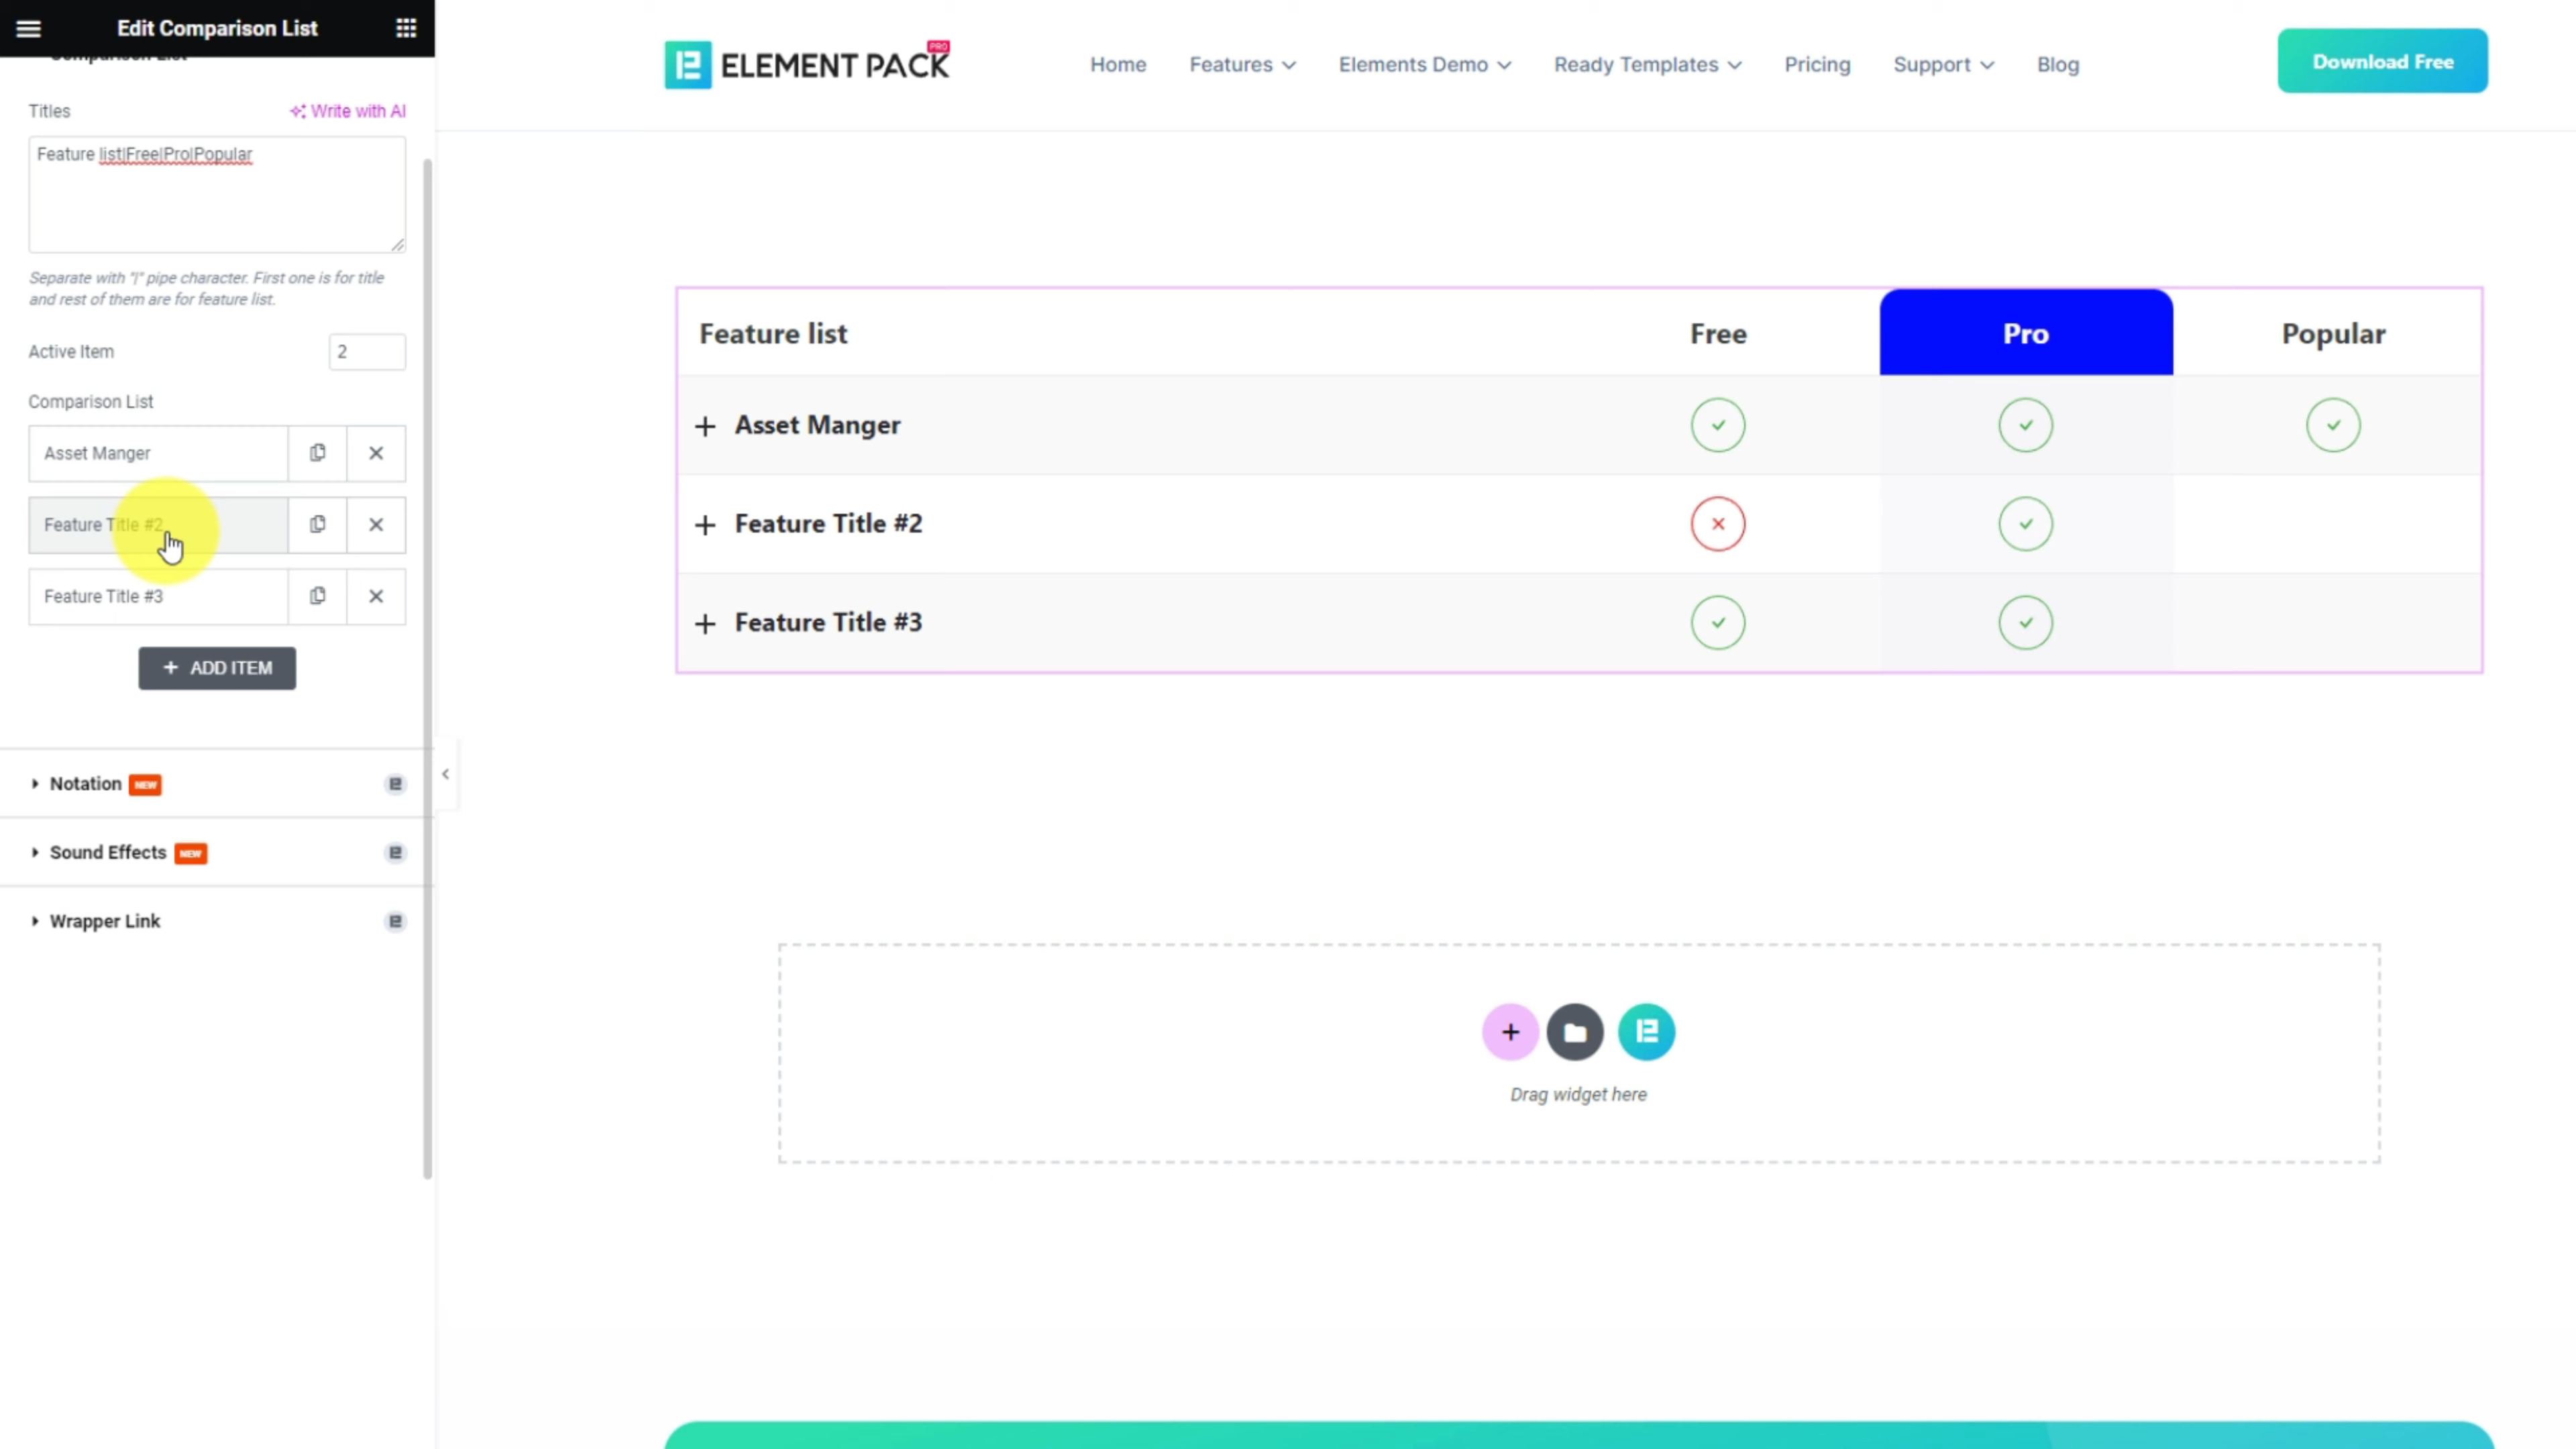 Edit Comparison List
Comparison List
Titles
Write with AI
Feature list|Free|Pro|Popular
Separate with "|" pipe character. First one is for title
and rest of them are for feature list.
Active Item
2
Comparison List
Asset Manger
Feature Title #2
Feature Title #3
+ ADD ITEM
Notation NEW
Sound Effects NEW
Wrapper Link
ELEMENT PACK PRO
Home
Features
Elements Demo
Ready Templates
Pricing
Support
Blog
Download Free
Feature list Free Pro Popular
+ Asset Manger
+ Feature Title #2
+ Feature Title #3
Drag widget here